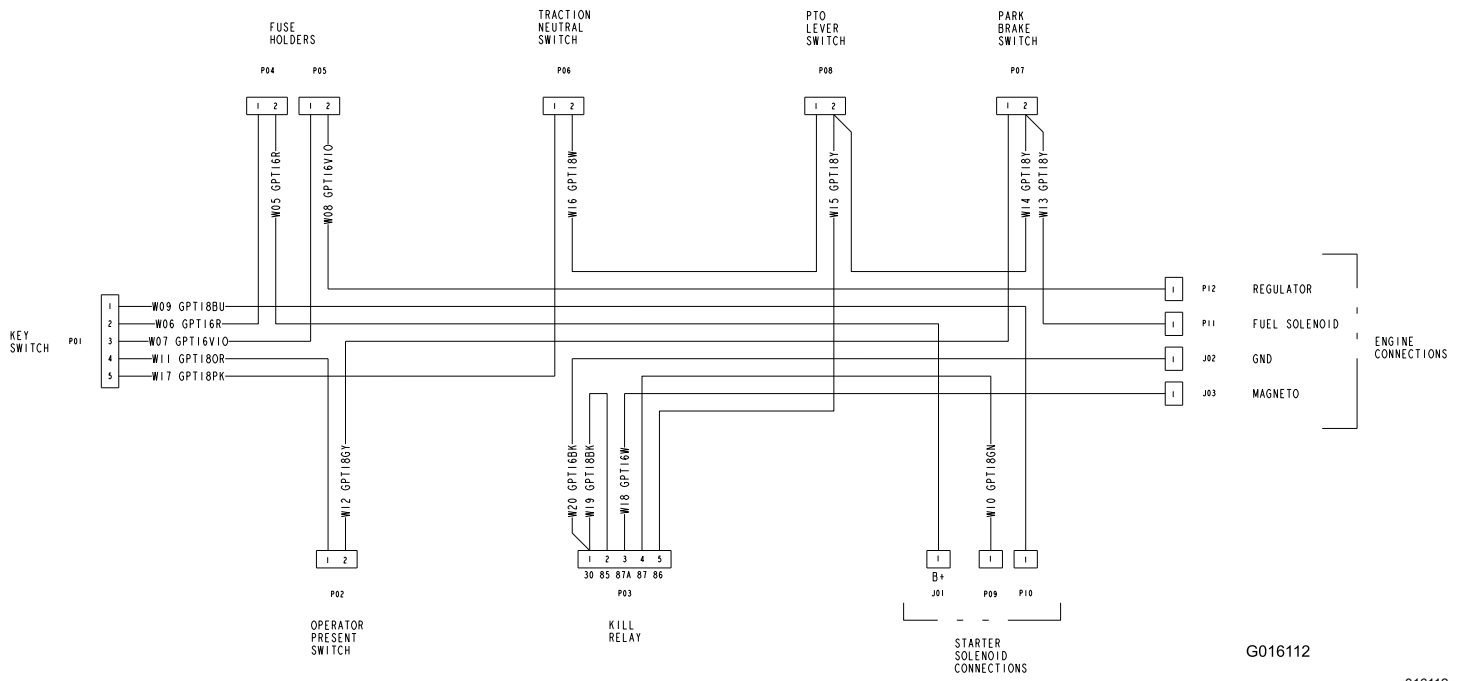 FUSE
HOLDERS
TRACTION
NEUTRAL
SWITCH
PTO
LEVER
SWITCH
PARK
BRAKE
SWITCH
P04
P05
P06
P08
P07
1 2
1 2
1 2
1 2
1 2
W05 GPT16R
W08 GPT16VIO
W16 GPT18W
W15 GPT18Y
W14 GPT18Y
W13 GPT18Y
KEY
SWITCH
P01
1
2
3
4
5
W09 GPT18BU
W06 GPT16R
W07 GPT16VIO
W11 GPT18OR
W17 GPT18PK
1 P12 REGULATOR
1 P11 FUEL SOLENOID
1 J02 GND
1 J03 MAGNETO
ENGINE
CONNECTIONS
W12 GPT18GY
W20 GPT16BK
W19 GPT18BK
W18 GPT16W
W10 GPT18GN
1 2
P02
OPERATOR
PRESENT
SWITCH
1 2 3 4 5
30 85 87A 87 86
P03
KILL
RELAY
1
1
1
B+
J01
P09
P10
STARTER
SOLENOID
CONNECTIONS
G016112